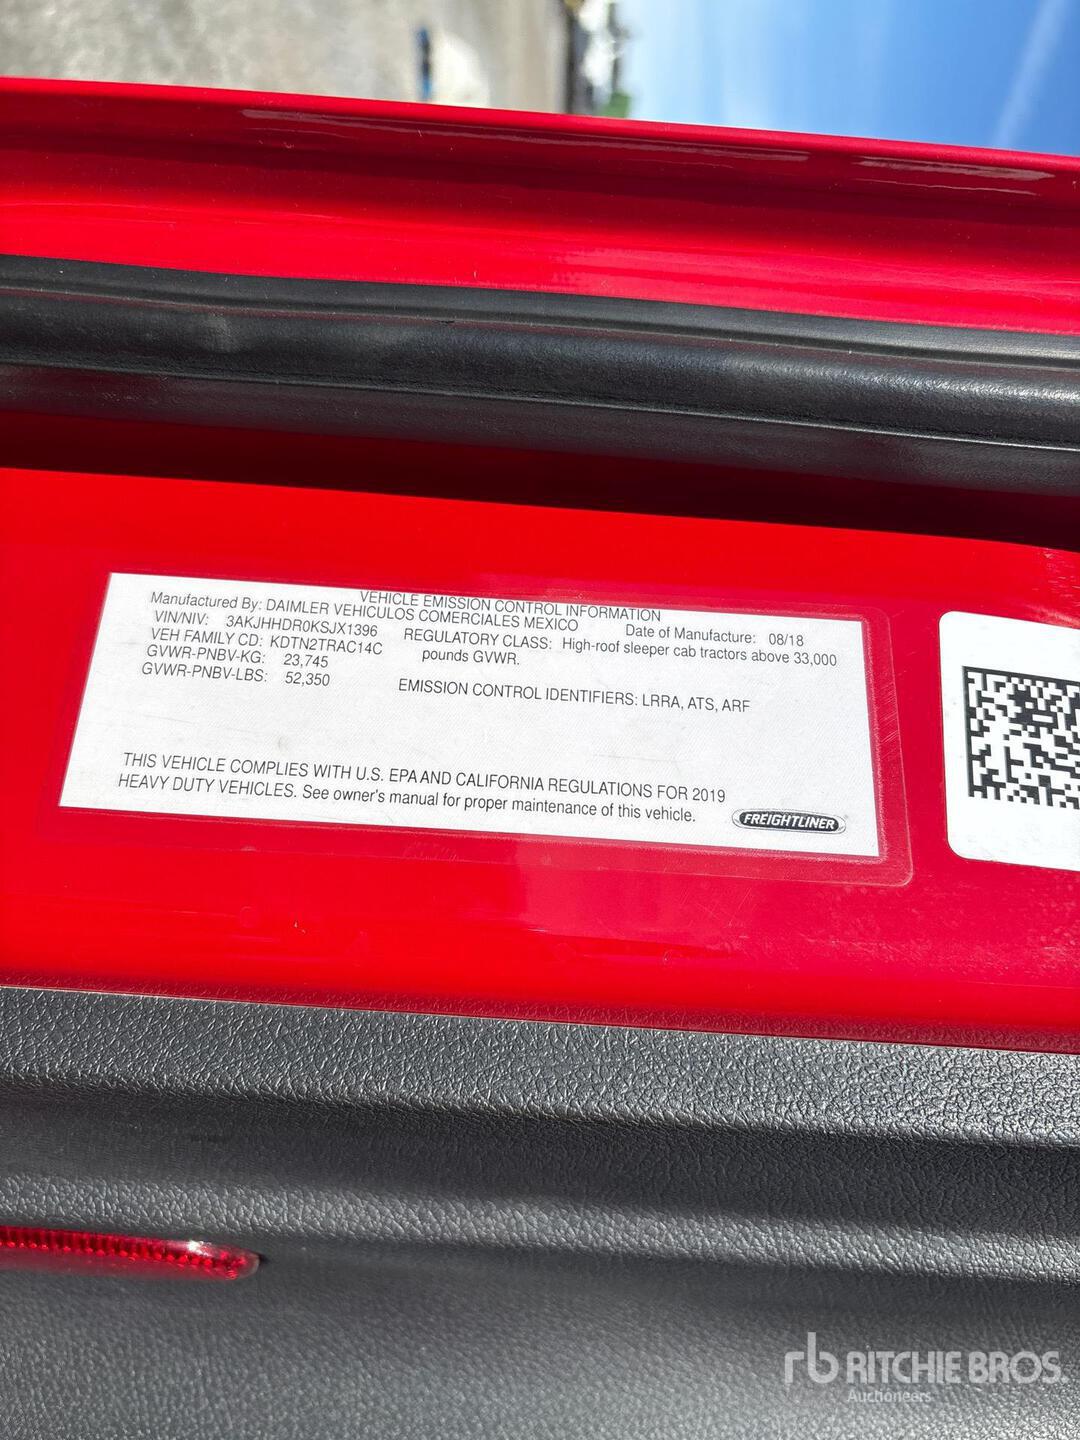 VEHICLE EMISSION CONTROL INFORMATION
Manufactured By: DAIMLER VEHICULOS COMERCIALES MEXICO
Date of Manufacture: 08/18
VIN/NIV: 3AKJHHDR0KSJX1396
VEH FAMILY CD: KDTN2TRAC14C
GVWR-PNBV-KG: 23,745
GVWR-PNBV-LBS: 52,350
REGULATORY CLASS: High-roof sleeper cab tractors above 33,000
pounds GVWR.
EMISSION CONTROL IDENTIFIERS: LRRA, ATS, ARF
THIS VEHICLE COMPLIES WITH U.S. EPA AND CALIFORNIA REGULATIONS FOR 2019
HEAVY DUTY VEHICLES. See owner's manual for proper maintenance of this vehicle.
FREIGHTLINER
rb RITCHIE BROS.
Auctioneers